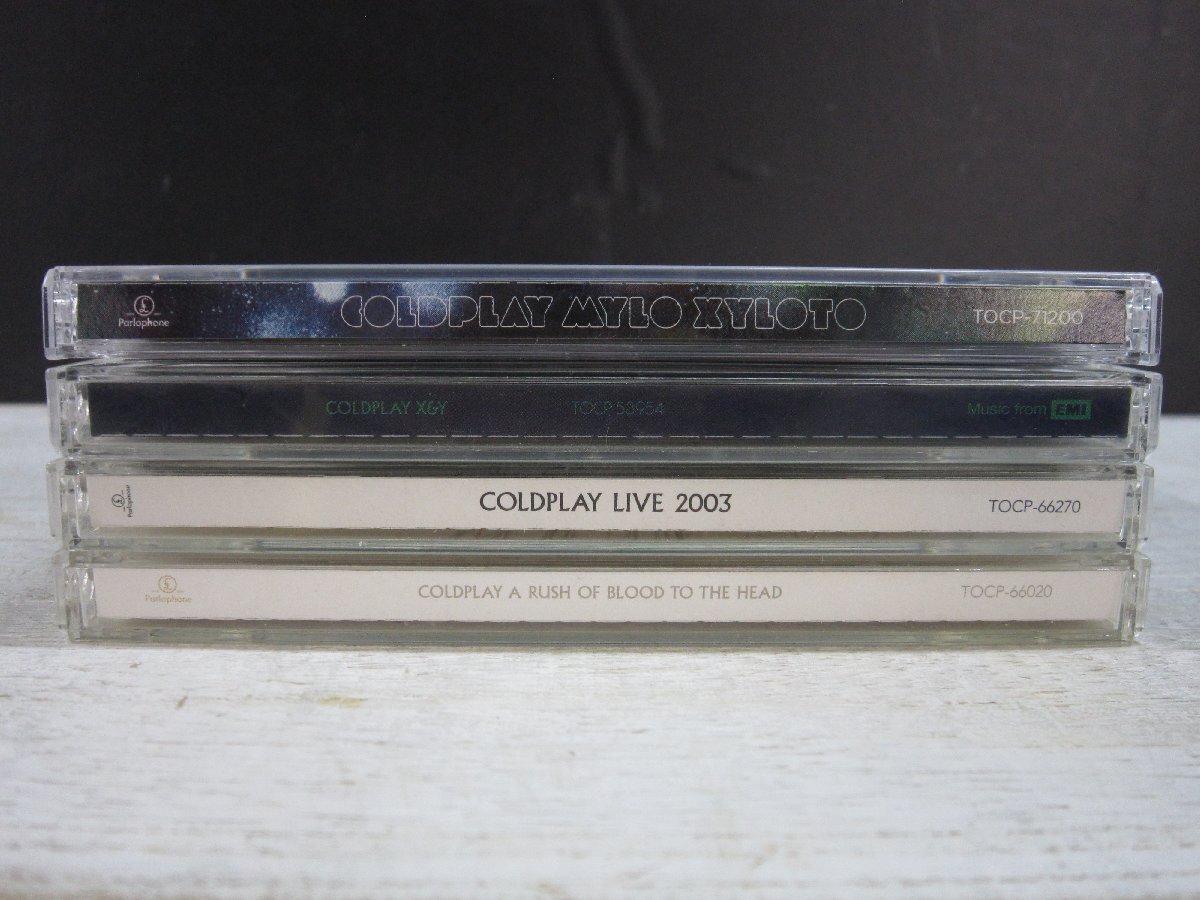 Parlophone COLDPLAY MYLO XYLOTO TOCP-71200
COLDPLAY X&Y TOCP 53954 Music from EMI
Parlophone COLDPLAY LIVE 2003 TOCP-66270
Parlophone COLDPLAY A RUSH OF BLOOD TO THE HEAD TOCP-66020